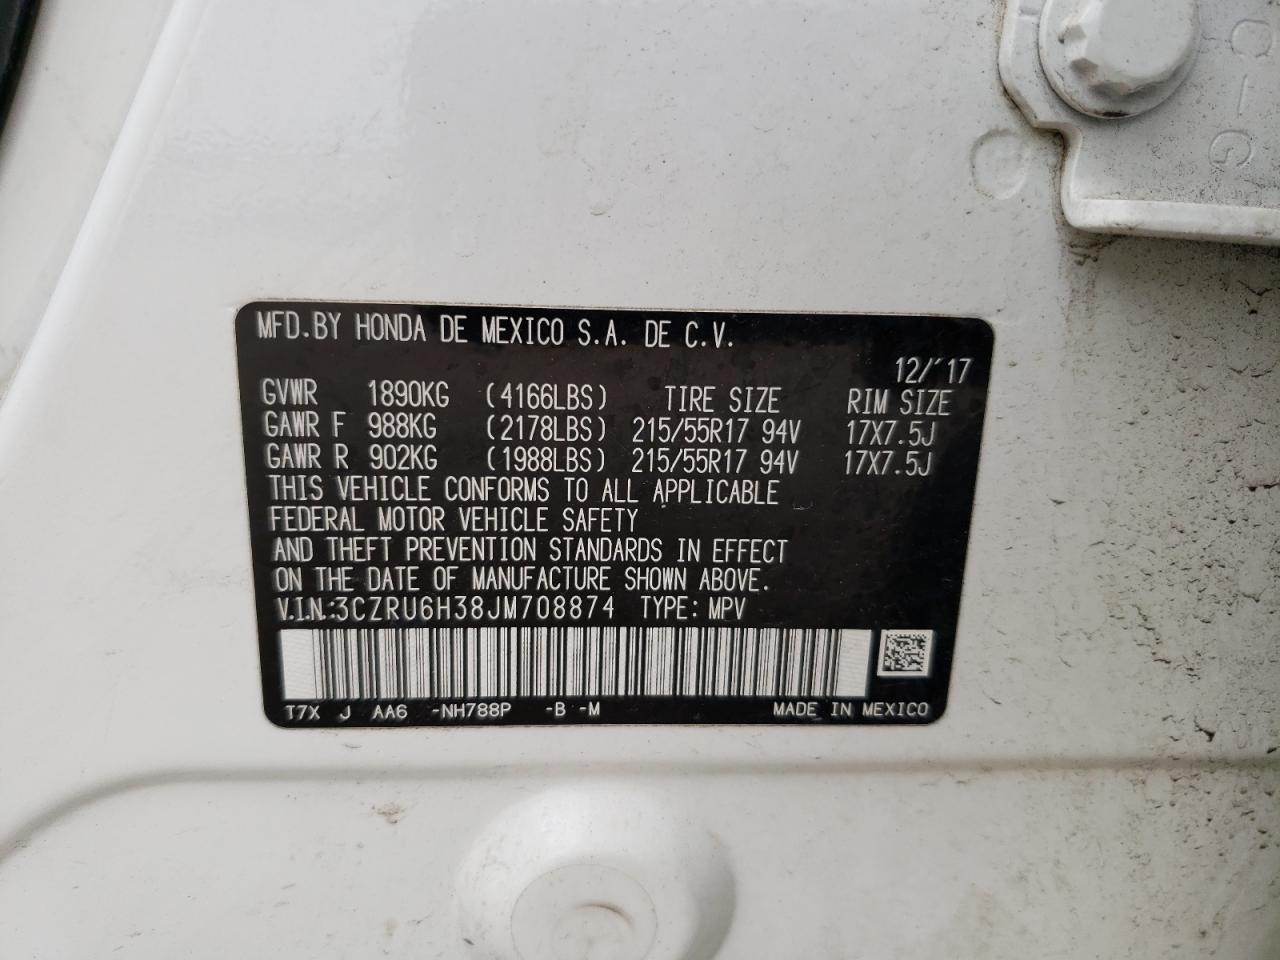 MFD.BY HONDA DE MEXICO S.A. DE C.V.
12/'17
GVWR 1890KG (4166LBS) TIRE SIZE RIM SIZE
GAWR F 988KG (2178LBS) 215/55R17 94V 17X7.5J
GAWR R 902KG (1988LBS) 215/55R17 94V 17X7.5J
THIS VEHICLE CONFORMS TO ALL APPLICABLE
FEDERAL MOTOR VEHICLE SAFETY
AND THEFT PREVENTION STANDARDS IN EFFECT
ON THE DATE OF MANUFACTURE SHOWN ABOVE.
V.I.N.:3CZRU6H38JM708874 TYPE: MPV
T7X J AA6 -NH788P -B -M MADE IN MEXICO
C-G